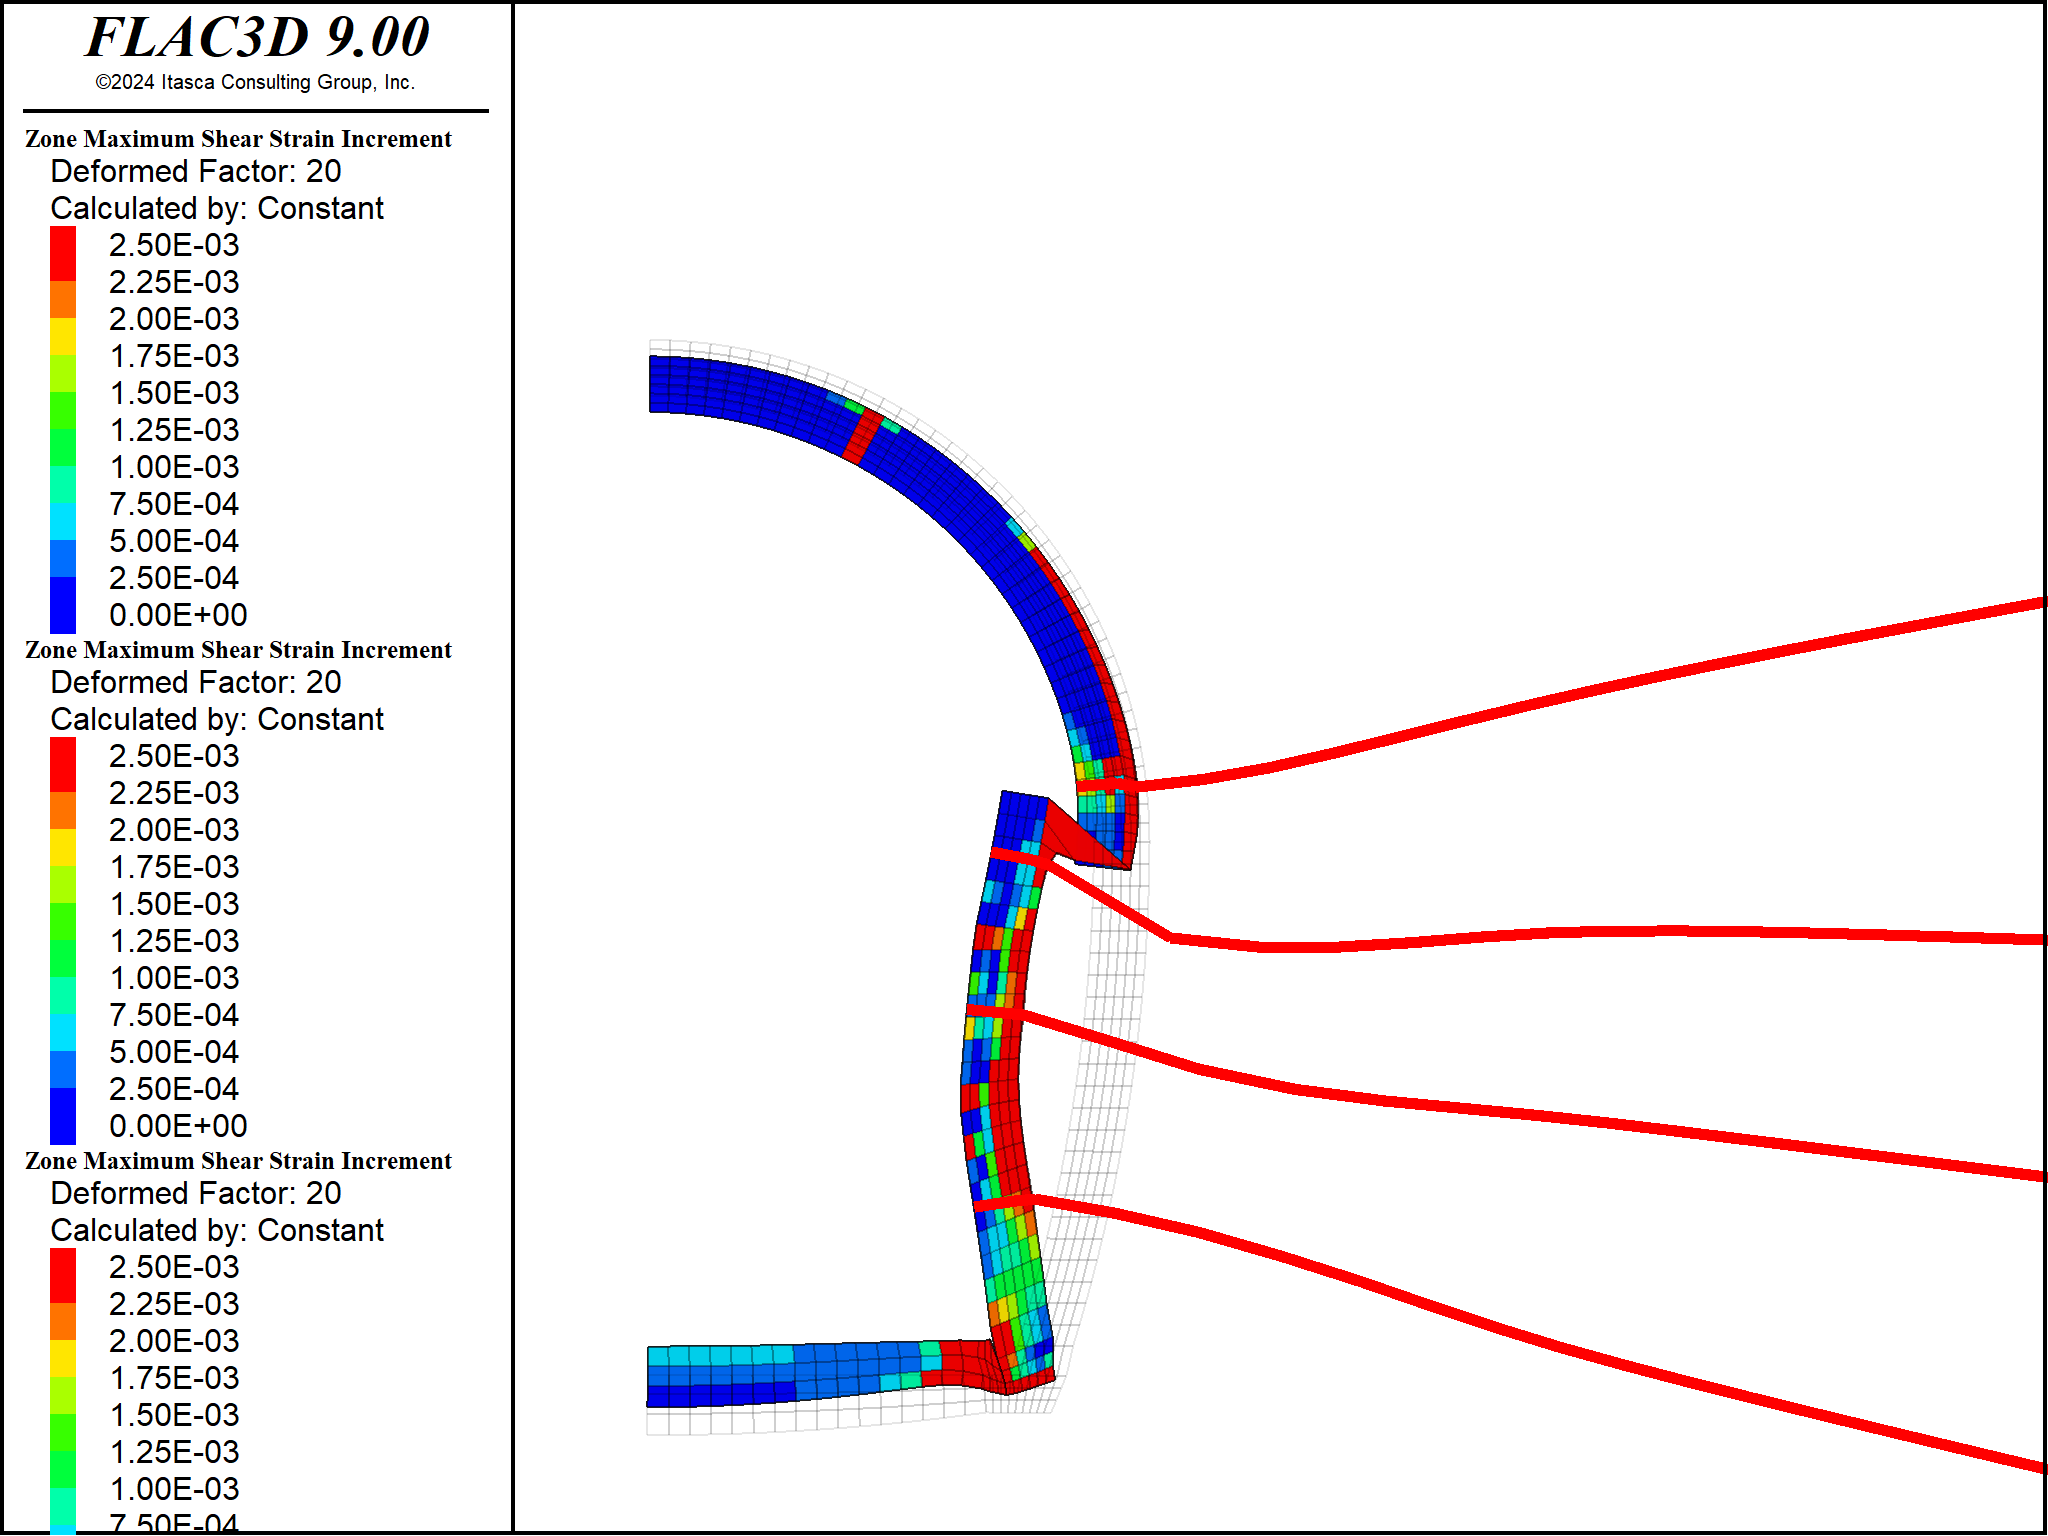 FLAC3D 9.00
©2024 Itasca Consulting Group, Inc.
Zone Maximum Shear Strain Increment
Deformed Factor: 20
Calculated by: Constant
2.50E-03
2.25E-03
2.00E-03
1.75E-03
1.50E-03
1.25E-03
1.00E-03
7.50E-04
5.00E-04
2.50E-04
0.00E+00
Zone Maximum Shear Strain Increment
Deformed Factor: 20
Calculated by: Constant
2.50E-03
2.25E-03
2.00E-03
1.75E-03
1.50E-03
1.25E-03
1.00E-03
7.50E-04
5.00E-04
2.50E-04
0.00E+00
Zone Maximum Shear Strain Increment
Deformed Factor: 20
Calculated by: Constant
2.50E-03
2.25E-03
2.00E-03
1.75E-03
1.50E-03
1.25E-03
1.00E-03
7.50E-04